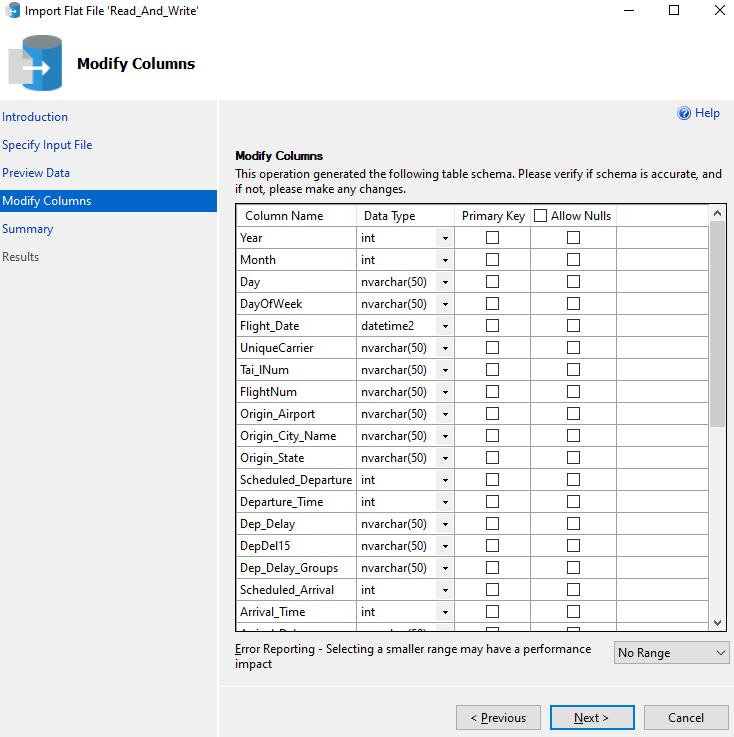 Import Flat File 'Read_And_Write'
Modify Columns
Introduction
Specify Input File
Preview Data
Modify Columns
Summary
Results
Help
Modify Columns
This operation generated the following table schema. Please verify if schema is accurate, and
if not, please make any changes.
Column Name Data Type Primary Key Allow Nulls
Year int
Month int
Day nvarchar(50)
DayOfWeek nvarchar(50)
Flight_Date datetime2
UniqueCarrier nvarchar(50)
Tai_lNum nvarchar(50)
FlightNum nvarchar(50)
Origin_Airport nvarchar(50)
Origin_City_Name nvarchar(50)
Origin_State nvarchar(50)
Scheduled_Departure int
Departure_Time int
Dep_Delay nvarchar(50)
DepDel15 nvarchar(50)
Dep_Delay_Groups nvarchar(50)
Scheduled_Arrival int
Arrival_Time int
Error Reporting - Selecting a smaller range may have a performance
impact
No Range
< Previous
Next >
Cancel